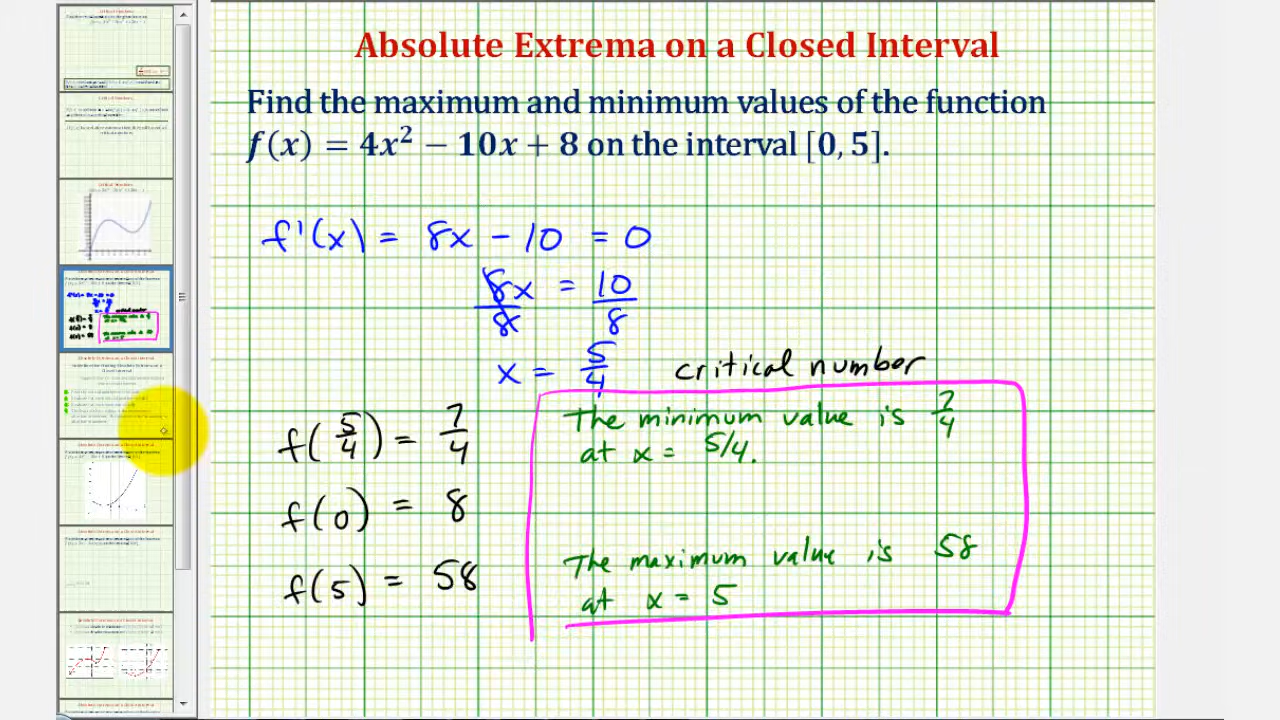 Absolute Extrema on a Closed Interval
Find the maximum and minimum values of the function
f(x) = 4x² − 10x + 8 on the interval [0, 5].
f'(x) = 8x − 10 = 0
8x/8 = 10/8
x = 5/4 critical number
f(5/4) = 7/4
f(0) = 8
f(5) = 58
The minimum value is 7/4
at x = 5/4.
The maximum value is 58
at x = 5